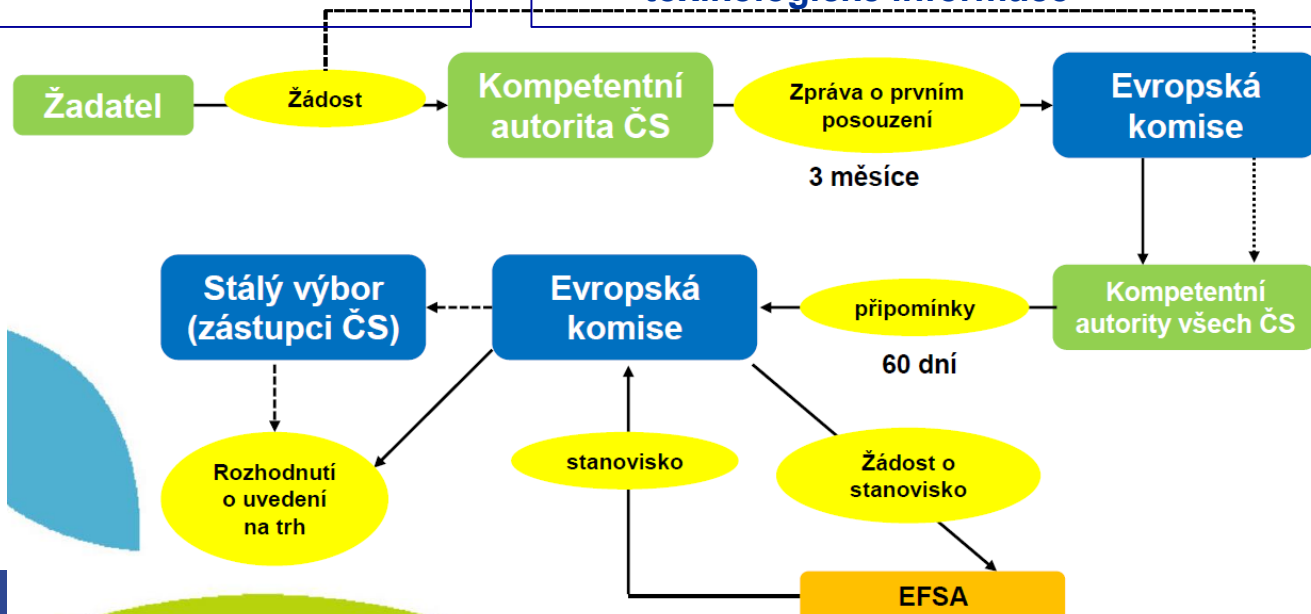 Žadatel
Žádost
Kompetentní
autorita ČS
Zpráva o prvním
posouzení
3 měsíce
Evropská
komise
Stálý výbor
(zástupci ČS)
Evropská
komise
připomínky
60 dní
Kompetentní
autority všech ČS
Rozhodnutí
o uvedení
na trh
stanovisko
Žádost o
stanovisko
EFSA